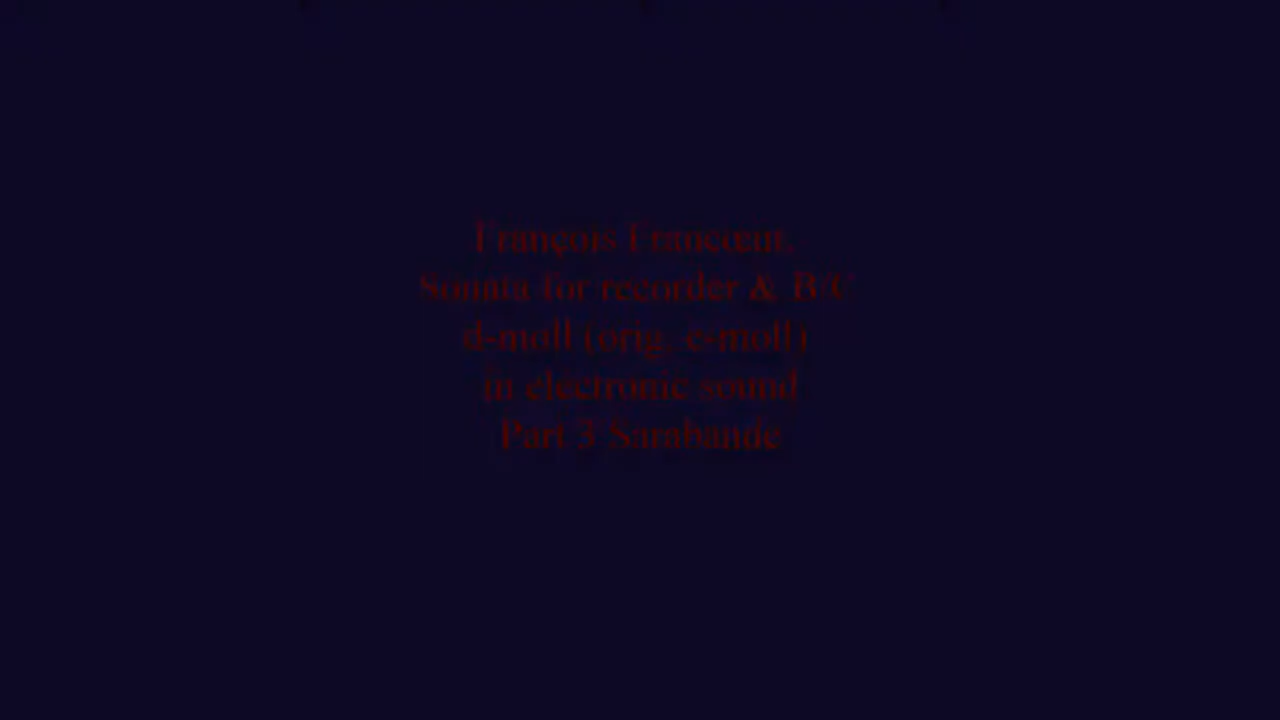 François Francœur,
Sonata for recorder & B/C
d-moll (orig. e-moll)
in electronic sound
Part 3 Sarabande